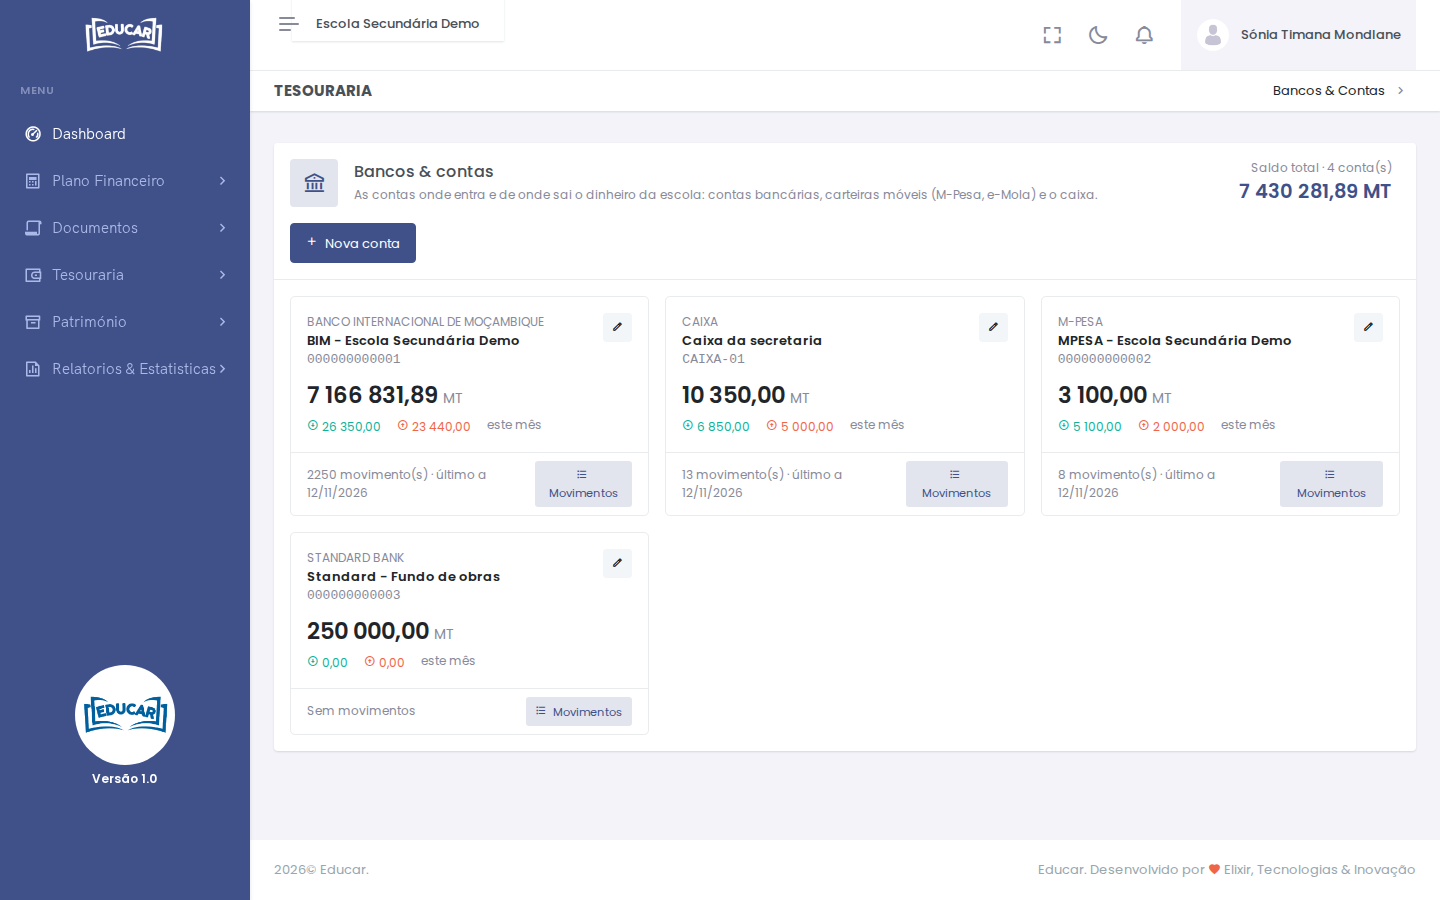 EDUCAR
MENU
Dashboard
Plano Financeiro
Documentos
Tesouraria
Património
Relatorios & Estatisticas
EDUCAR
Versão 1.0
Escola Secundária Demo
Sónia Timana Mondlane
TESOURARIA
Bancos & Contas
Bancos & contas
As contas onde entra e de onde sai o dinheiro da escola: contas bancárias, carteiras móveis (M-Pesa, e-Mola) e o caixa.
Saldo total · 4 conta(s)
7 430 281,89 MT
+ Nova conta
BANCO INTERNACIONAL DE MOÇAMBIQUE
BIM - Escola Secundária Demo
000000000001
7 166 831,89 MT
26 350,00 23 440,00 este mês
2250 movimento(s) · último a
12/11/2026
Movimentos
CAIXA
Caixa da secretaria
CAIXA-01
10 350,00 MT
6 850,00 5 000,00 este mês
13 movimento(s) · último a
12/11/2026
Movimentos
M-PESA
MPESA - Escola Secundária Demo
000000000002
3 100,00 MT
5 100,00 2 000,00 este mês
8 movimento(s) · último a
12/11/2026
Movimentos
STANDARD BANK
Standard - Fundo de obras
000000000003
250 000,00 MT
0,00 0,00 este mês
Sem movimentos
Movimentos
2026© Educar.
Educar. Desenvolvido por Elixir, Tecnologias & Inovação